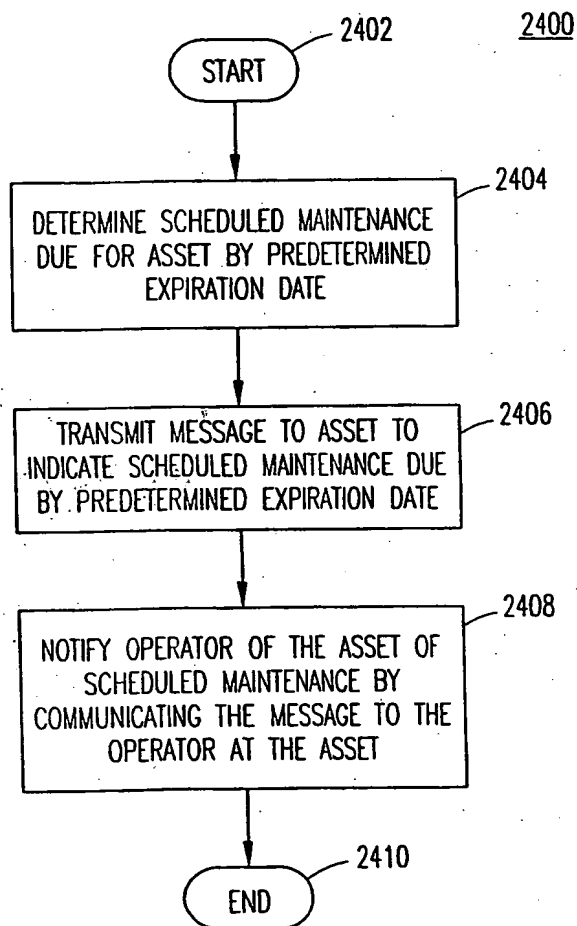 2400
2402
START
2404
DETERMINE SCHEDULED MAINTENANCE
DUE FOR ASSET BY PREDETERMINED
EXPIRATION DATE
2406
TRANSMIT MESSAGE TO ASSET TO
INDICATE SCHEDULED MAINTENANCE DUE
BY PREDETERMINED EXPIRATION DATE
2408
NOTIFY OPERATOR OF THE ASSET OF
SCHEDULED MAINTENANCE BY
COMMUNICATING THE MESSAGE TO THE
OPERATOR AT THE ASSET
2410
END